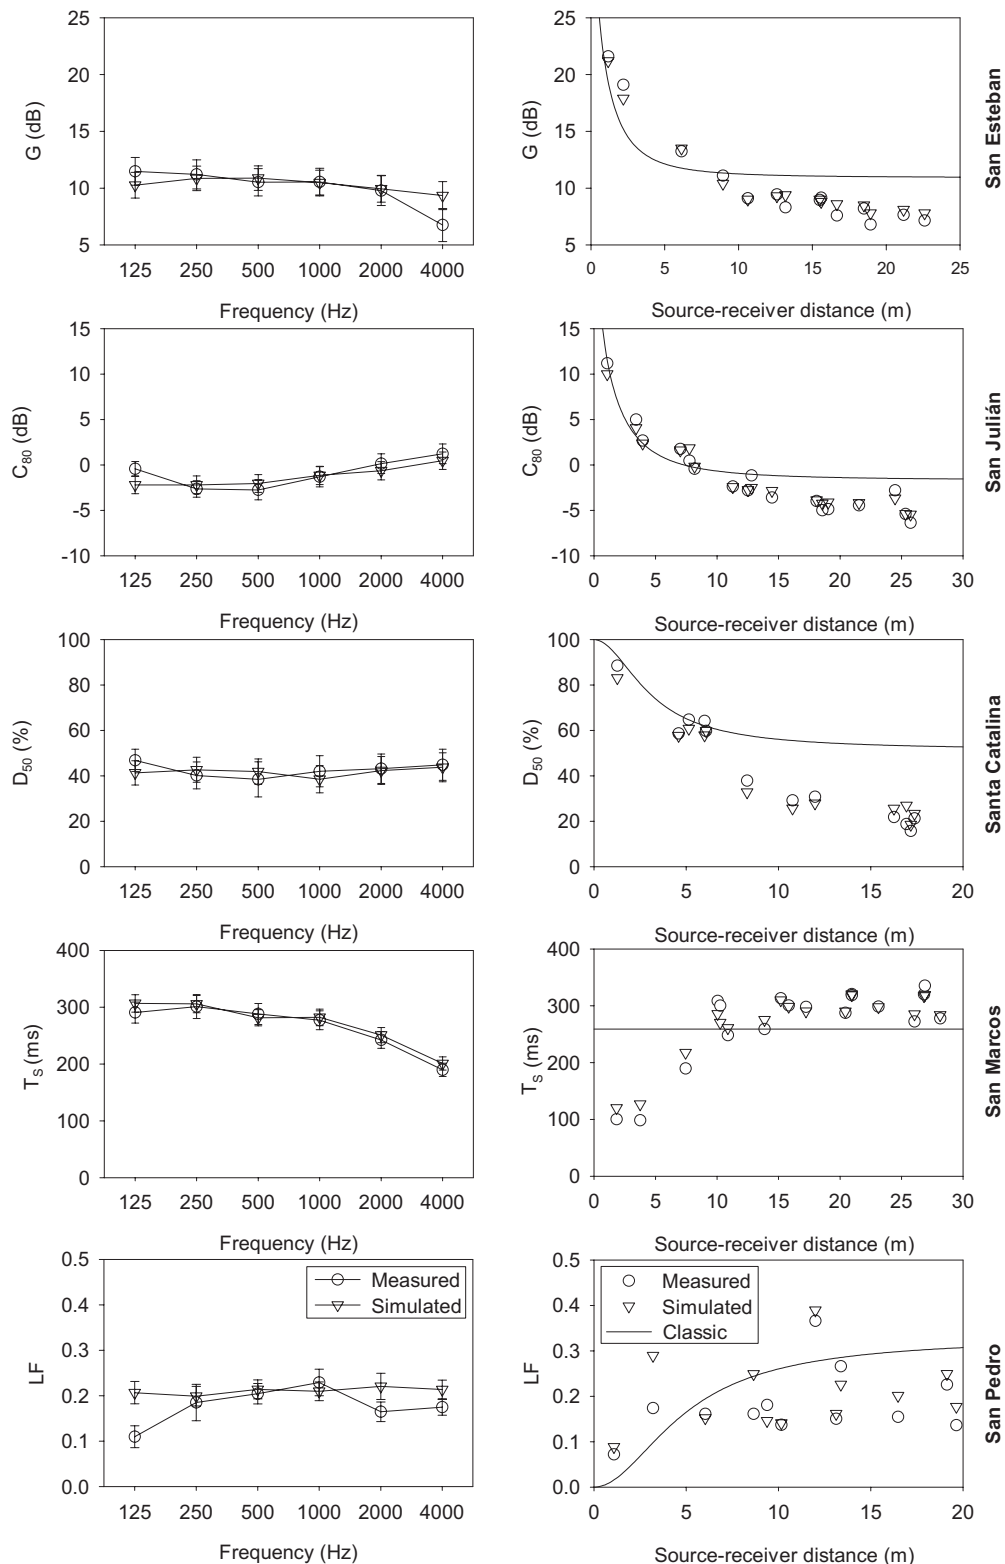 25
20
15
10
5
G (dB)
125 250 500 1000 2000 4000
Frequency (Hz)
25
20
15
10
5
G (dB)
0 5 10 15 20 25
Source-receiver distance (m)
San Esteban
15
10
5
0
-5
-10
C80 (dB)
125 250 500 1000 2000 4000
Frequency (Hz)
15
10
5
0
-5
-10
C80 (dB)
0 5 10 15 20 25 30
Source-receiver distance (m)
San Julián
100
80
60
40
20
0
D50 (%)
125 250 500 1000 2000 4000
Frequency (Hz)
100
80
60
40
20
0
D50 (%)
0 5 10 15 20
Source-receiver distance (m)
Santa Catalina
400
300
200
100
0
TS (ms)
125 250 500 1000 2000 4000
Frequency (Hz)
400
300
200
100
0
TS (ms)
0 5 10 15 20 25 30
Source-receiver distance (m)
San Marcos
0.5
0.4
0.3
0.2
0.1
0.0
LF
Measured
Simulated
125 250 500 1000 2000 4000
Frequency (Hz)
0.5
0.4
0.3
0.2
0.1
0.0
LF
Measured
Simulated
Classic
0 5 10 15 20
Source-receiver distance (m)
San Pedro